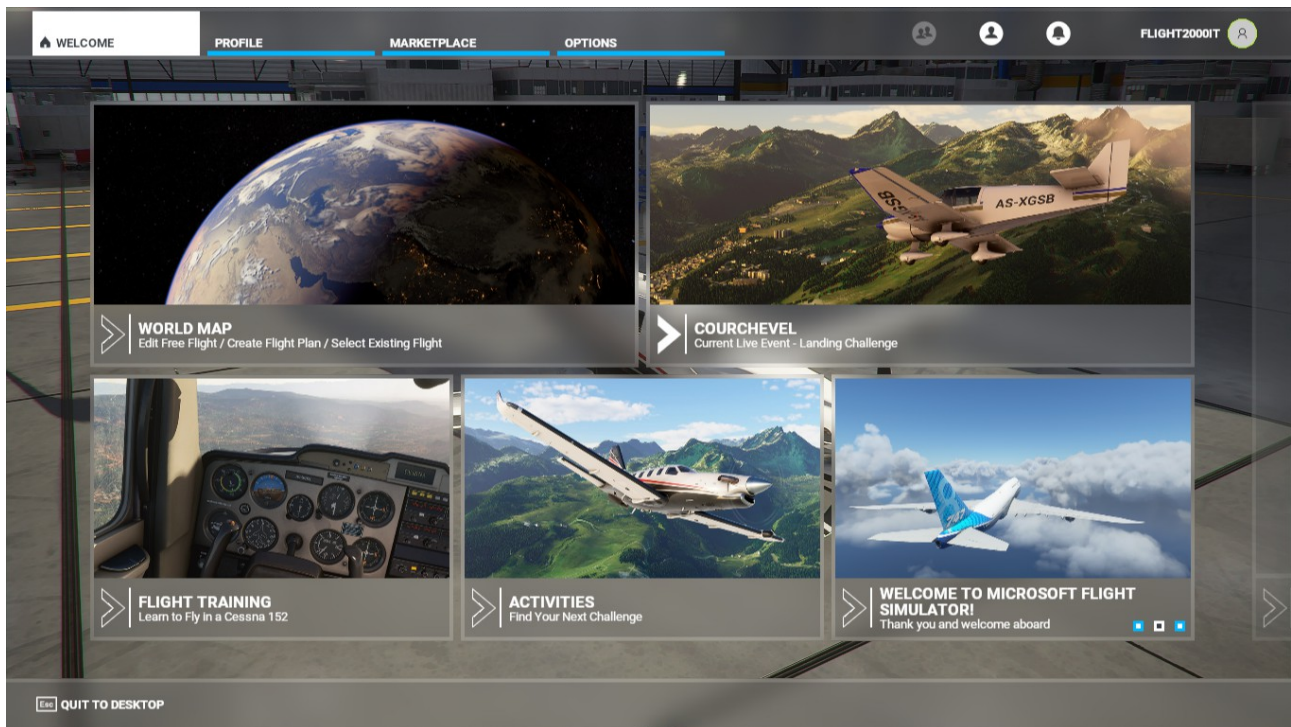 WELCOME
PROFILE
MARKETPLACE
OPTIONS
FLIGHT2000IT
AS-XGSB
WORLD MAP
Edit Free Flight / Create Flight Plan / Select Existing Flight
COURCHEVEL
Current Live Event - Landing Challenge
FLIGHT TRAINING
Learn to Fly in a Cessna 152
ACTIVITIES
Find Your Next Challenge
WELCOME TO MICROSOFT FLIGHT
SIMULATOR!
Thank you and welcome aboard
Esc QUIT TO DESKTOP